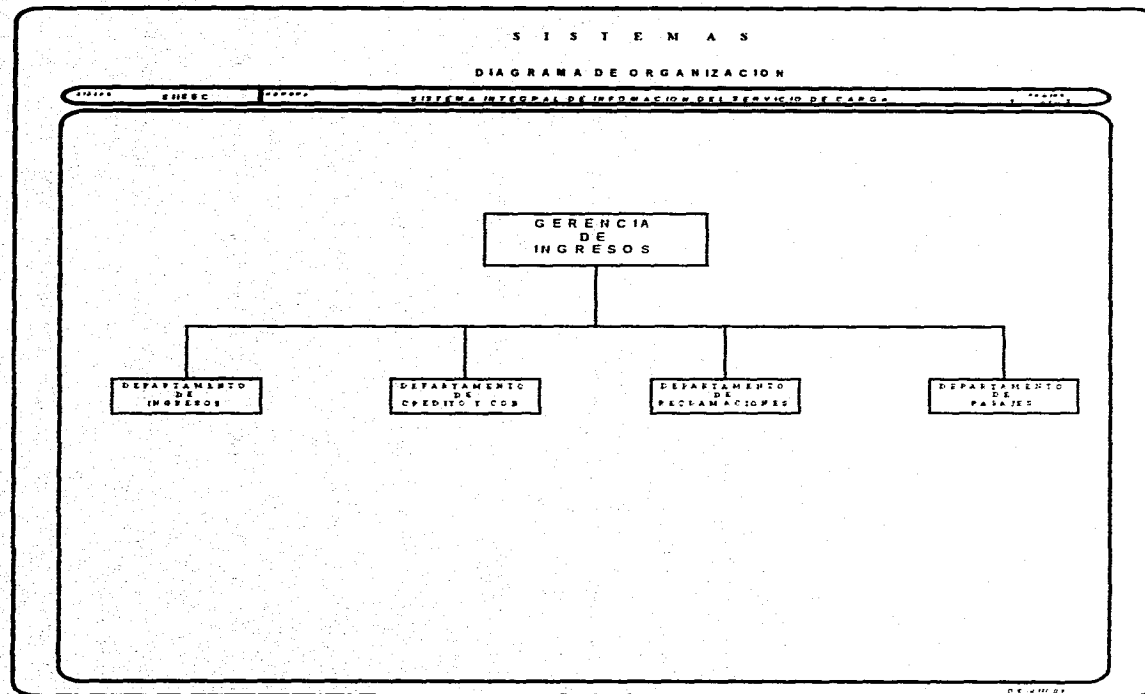 S I S T E M A S
DIAGRAMA DE ORGANIZACION
SISTEMA INTEGRAL DE INFOMACION DEL SERVICIO DE CARGA
GERENCIA
DE
INGRESOS
DEPARTAMENTO
DE
INGRESOS
DEPARTAMENTO
DE
CREDITO Y COB
DEPARTAMENTO
DE
RECLAMACIONES
DEPARTAMENTO
DE
PASAJES